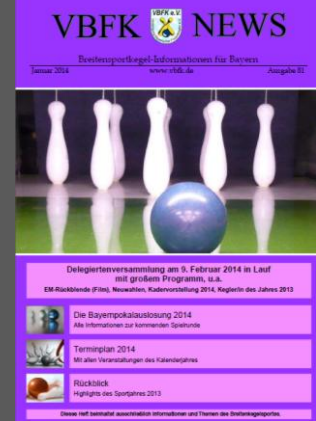 VBFK NEWS
VBFK e.V.
Breitensportkegel-Informationen für Bayern
Januar 2014 www.vbfk.de Ausgabe 81
Delegiertenversammlung am 9. Februar 2014 in Lauf
mit großem Programm, u.a.
EM-Rückblende (Film), Neuwahlen, Kadervorstellung 2014, Kegler/in des Jahres 2013
Die Bayernpokalauslosung 2014
Alle Informationen zur kommenden Spielrunde
Terminplan 2014
Mit allen Veranstaltungen des Kalenderjahres
Rückblick
Highlights des Sportjahres 2013
Dieses Heft beinhaltet ausschließlich Informationen und Themen des Breitenkegelsportes.